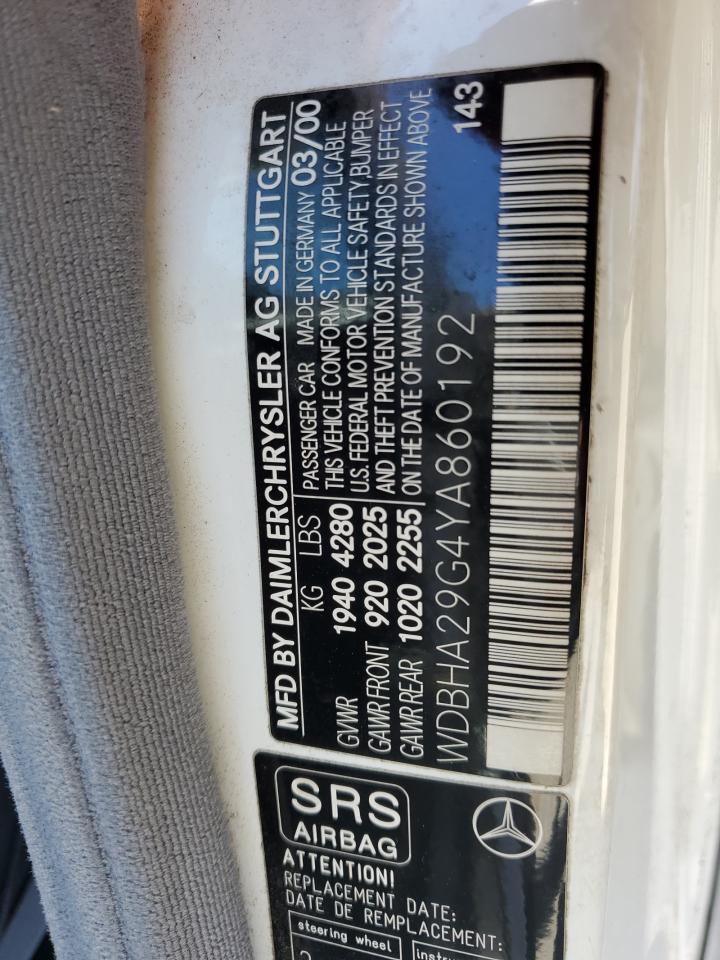 MFD BY DAIMLERCHRYSLER AG STUTTGART
KG LBS PASSENGER CAR MADE IN GERMANY 03/00
GVWR 1940 4280 THIS VEHICLE CONFORMS TO ALL APPLICABLE
U.S. FEDERAL MOTOR VEHICLE SAFETY,BUMPER
GAWR FRONT 920 2025 AND THEFT PREVENTION STANDARDS IN EFFECT
GAWR REAR 1020 2255 ON THE DATE OF MANUFACTURE SHOWN ABOVE
WDBHA29G4YA860192 143
SRS
AIRBAG
ATTENTION!
REPLACEMENT DATE:
DATE DE REMPLACEMENT:
steering wheel